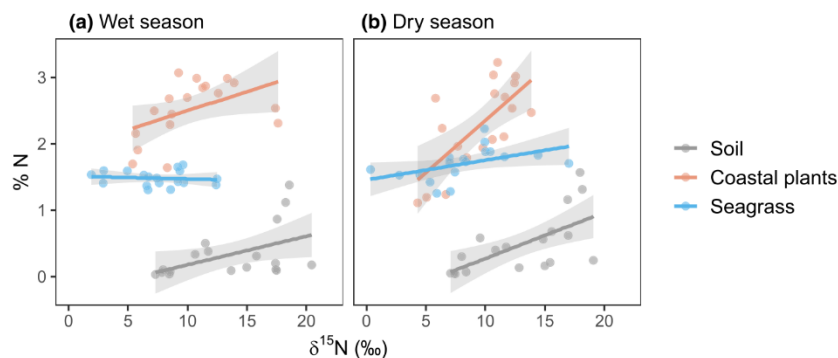 (a) Wet season
(b) Dry season
% N
3
2
1
0
0 5 10 15 20
0 5 10 15 20
δ¹⁵N (‰)
Soil
Coastal plants
Seagrass